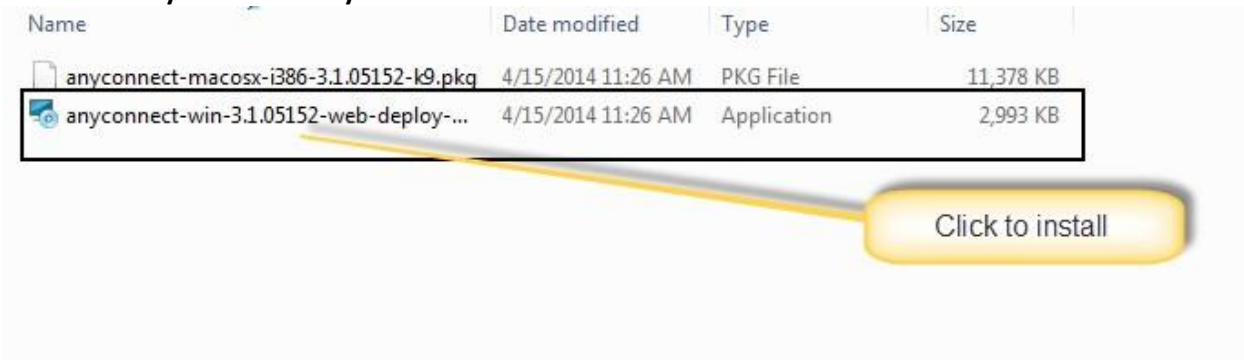 Name Date modified Type Size
anyconnect-macosx-i386-3.1.05152-k9.pkg 4/15/2014 11:26 AM PKG File 11,378 KB
anyconnect-win-3.1.05152-web-deploy-... 4/15/2014 11:26 AM Application 2,993 KB
Click to install